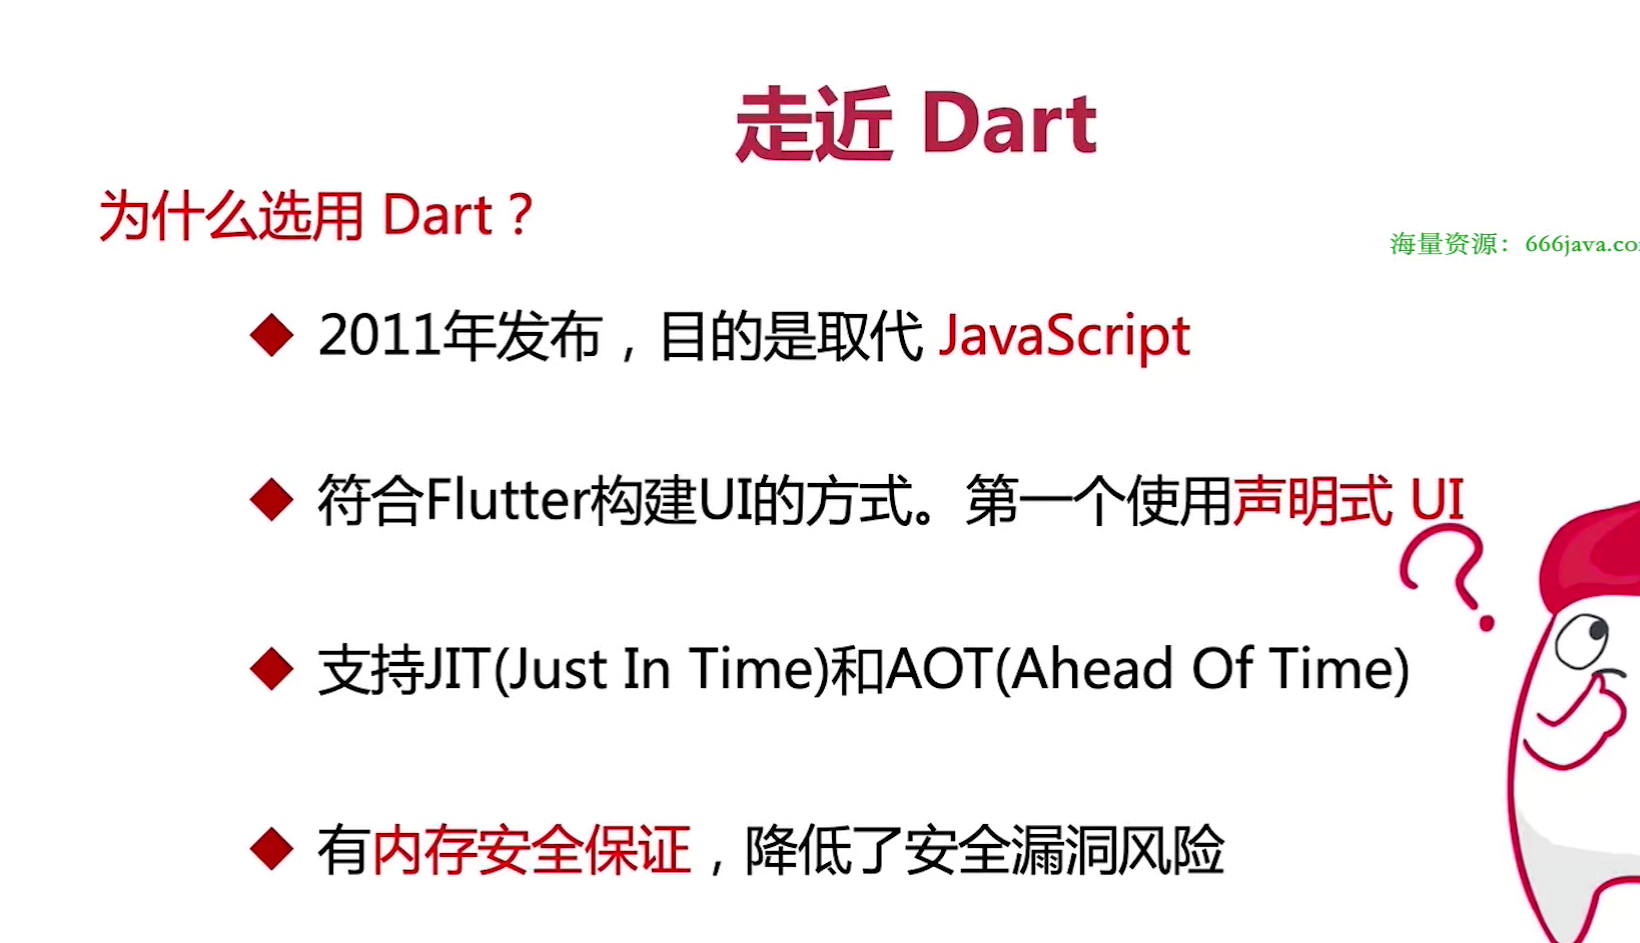 走近 Dart
为什么选用 Dart？
海量资源：666java.co
2011年发布，目的是取代 JavaScript
符合Flutter构建UI的方式。第一个使用声明式 UI
支持JIT(Just In Time)和AOT(Ahead Of Time)
有内存安全保证，降低了安全漏洞风险